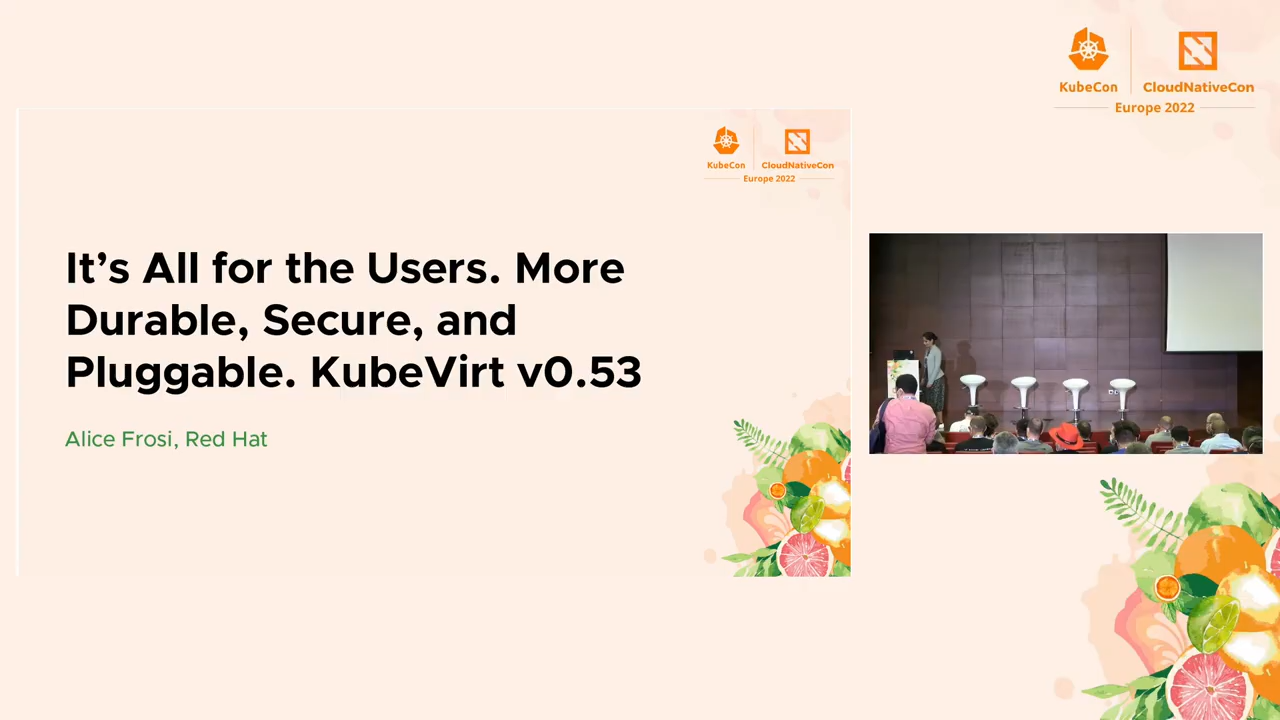 KubeCon
CloudNativeCon
Europe 2022
KubeCon
CloudNativeCon
Europe 2022
It's All for the Users. More
Durable, Secure, and
Pluggable. KubeVirt v0.53
Alice Frosi, Red Hat